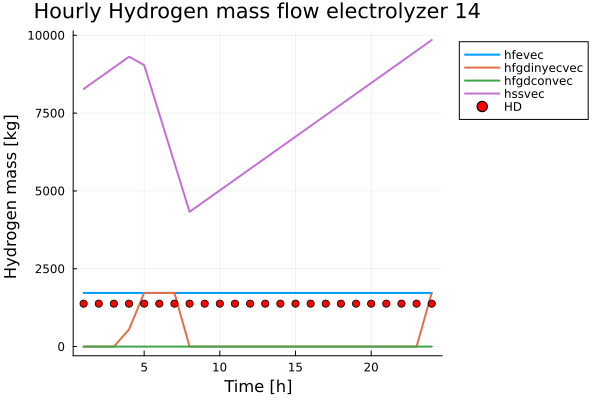 Hourly Hydrogen mass flow electrolyzer 14
Hydrogen mass [kg]
10000
7500
5000
2500
0
5
10
15
20
Time [h]
hfevec
hfgdinyecvec
hfgdconvec
hssvec
HD